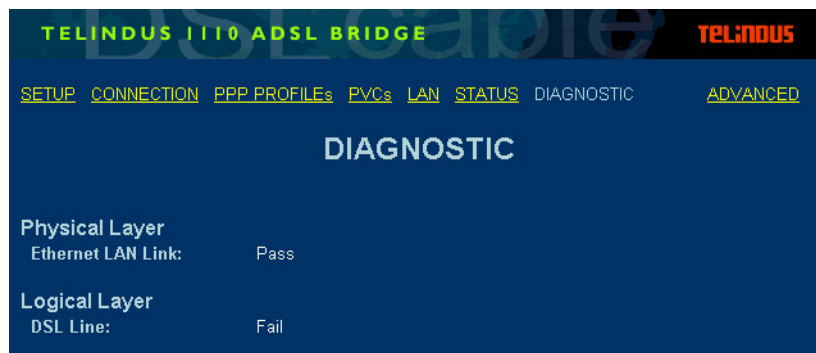 DSLcable
TELINDUS 1110 ADSL BRIDGE TELINDUS
SETUP CONNECTION PPP PROFILEs PVCs LAN STATUS DIAGNOSTIC ADVANCED
DIAGNOSTIC
Physical Layer
Ethernet LAN Link: Pass
Logical Layer
DSL Line: Fail